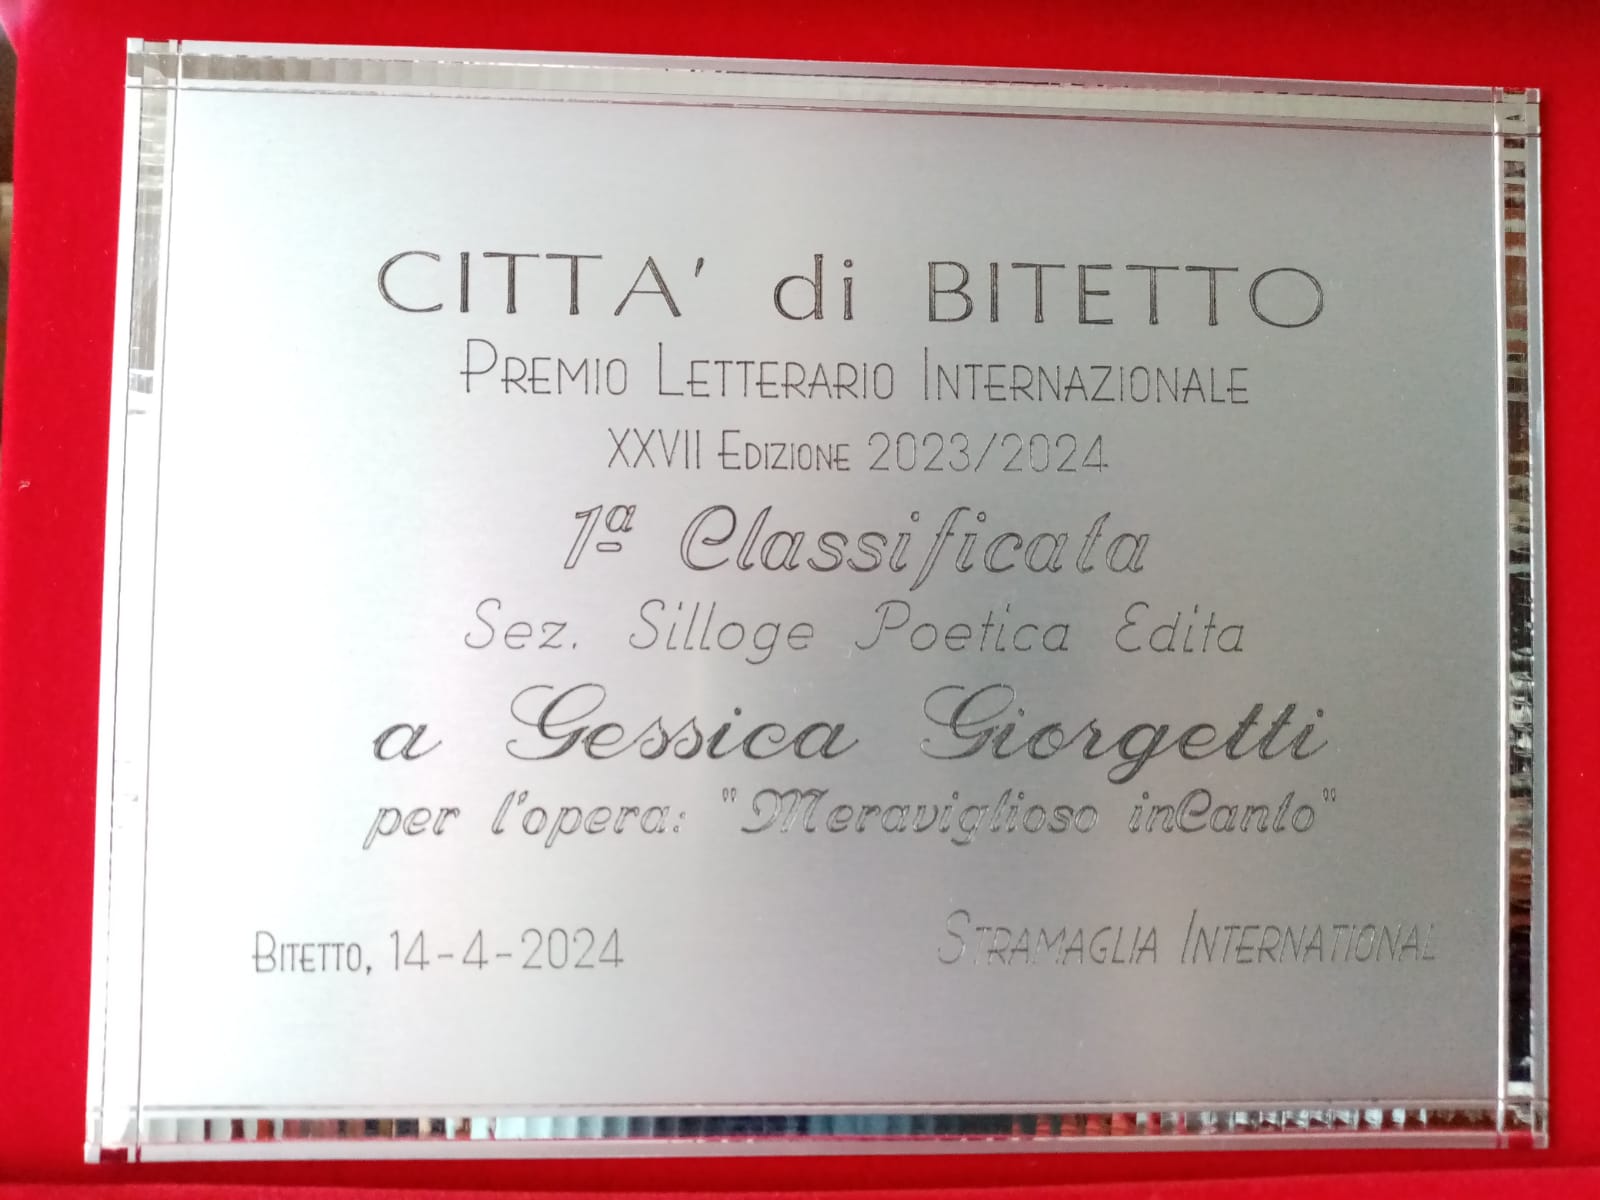 CITTA' di BITETTO
PREMIO LETTERARIO INTERNAZIONALE
XXVII EDIZIONE 2023/2024
1ª Classificata
Sez. Silloge Poetica Edita
a Gessica Giorgetti
per l'opera: "Meraviglioso inCanto"
BITETTO, 14-4-2024
STRAMAGLIA INTERNATIONAL